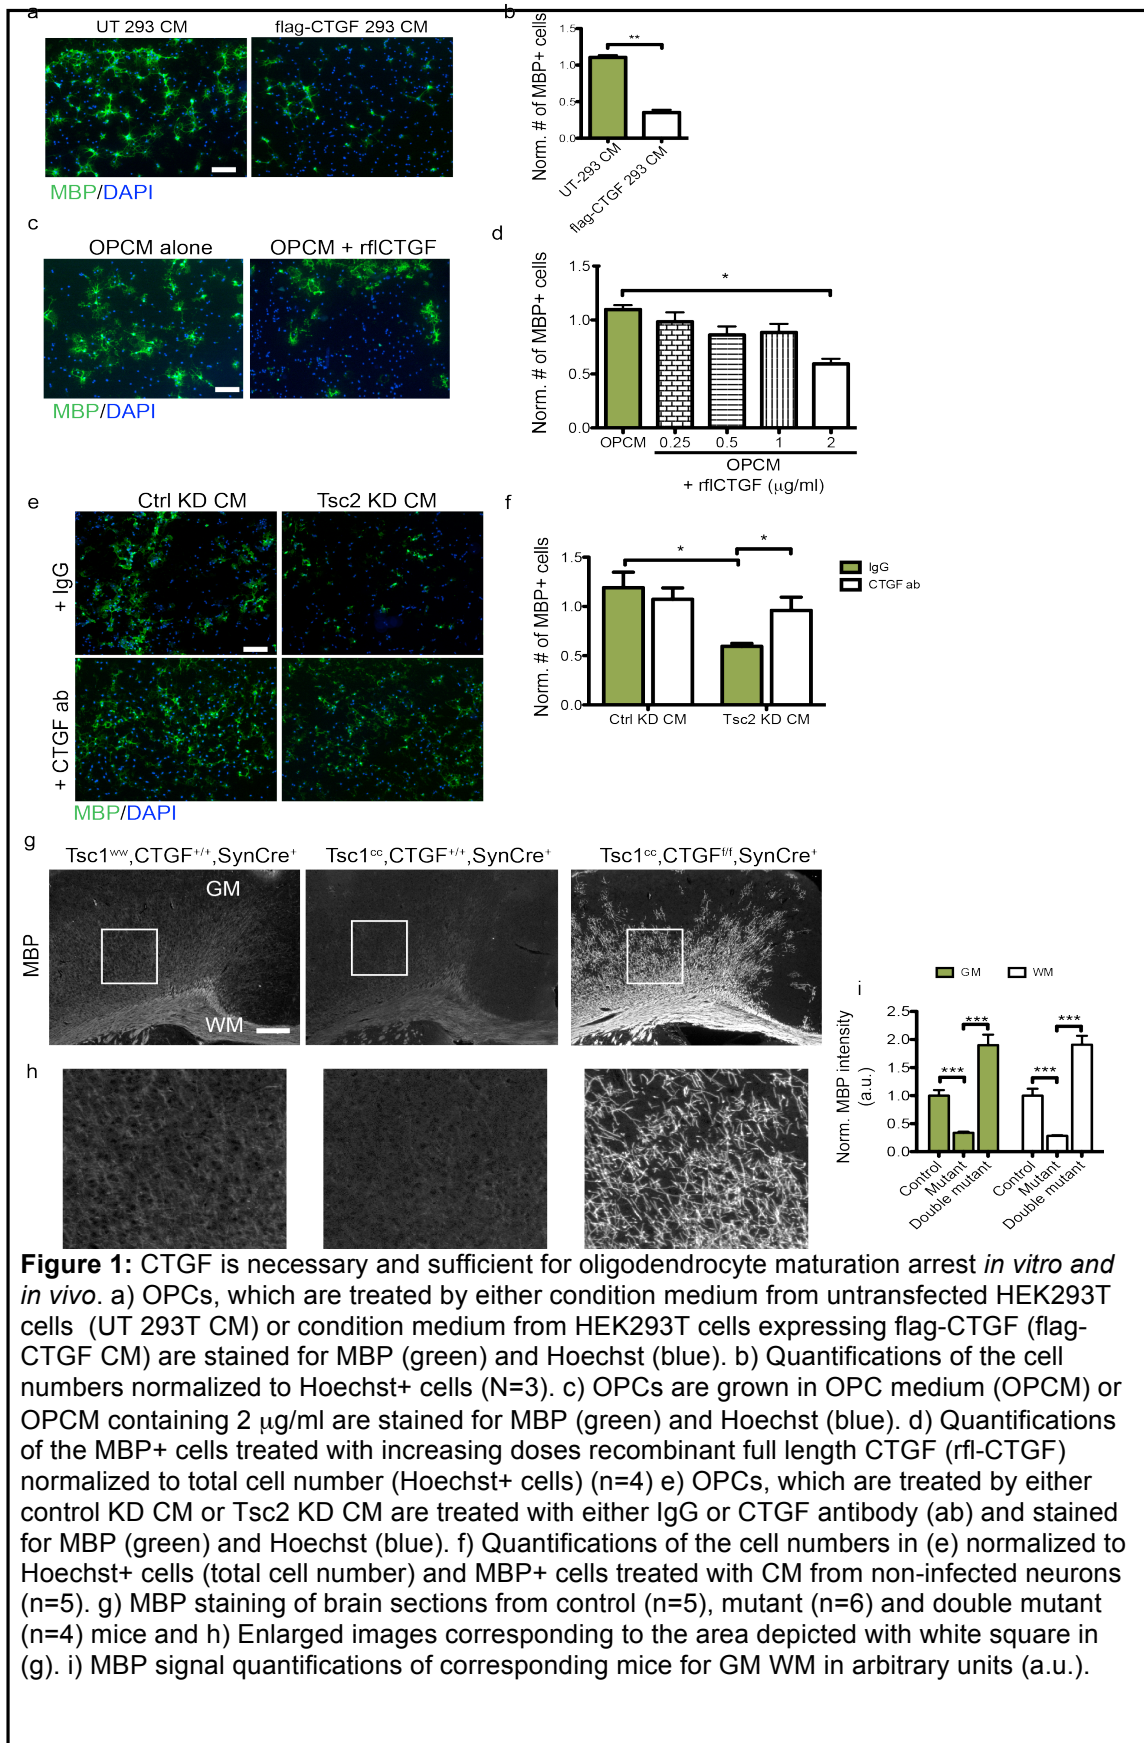 a
UT 293 CM
flag-CTGF 293 CM
MBP/DAPI
b
Norm. # of MBP+ cells
1.5
1.0
0.5
0.0
**
UT-293 CM
flag-CTGF 293 CM
c
OPCM alone
OPCM + rflCTGF
MBP/DAPI
d
Norm. # of MBP+ cells
1.5
1.0
0.5
0.0
*
OPCM
0.25
0.5
1
2
OPCM
+ rflCTGF (μg/ml)
e
Ctrl KD CM
Tsc2 KD CM
+ IgG
+ CTGF ab
MBP/DAPI
f
Norm. # of MBP+ cells
1.5
1.0
0.5
0.0
*
*
Ctrl KD CM
Tsc2 KD CM
IgG
CTGF ab
g
Tsc1ʷʷ,CTGF⁺/⁺,SynCre⁺
Tsc1ᶜᶜ,CTGF⁺/⁺,SynCre⁺
Tsc1ᶜᶜ,CTGFᶠ/ᶠ,SynCre⁺
MBP
GM
WM
h
i
GM
WM
Norm. MBP intensity
(a.u.)
2.5
2.0
1.5
1.0
0.5
0.0
***
***
***
***
Control
Mutant
Double mutant
Control
Mutant
Double mutant
Figure 1: CTGF is necessary and sufficient for oligodendrocyte maturation arrest in vitro and
in vivo. a) OPCs, which are treated by either condition medium from untransfected HEK293T
cells (UT 293T CM) or condition medium from HEK293T cells expressing flag-CTGF (flag-
CTGF CM) are stained for MBP (green) and Hoechst (blue). b) Quantifications of the cell
numbers normalized to Hoechst+ cells (N=3). c) OPCs are grown in OPC medium (OPCM) or
OPCM containing 2 μg/ml are stained for MBP (green) and Hoechst (blue). d) Quantifications
of the MBP+ cells treated with increasing doses recombinant full length CTGF (rfl-CTGF)
normalized to total cell number (Hoechst+ cells) (n=4) e) OPCs, which are treated by either
control KD CM or Tsc2 KD CM are treated with either IgG or CTGF antibody (ab) and stained
for MBP (green) and Hoechst (blue). f) Quantifications of the cell numbers in (e) normalized to
Hoechst+ cells (total cell number) and MBP+ cells treated with CM from non-infected neurons
(n=5). g) MBP staining of brain sections from control (n=5), mutant (n=6) and double mutant
(n=4) mice and h) Enlarged images corresponding to the area depicted with white square in
(g). i) MBP signal quantifications of corresponding mice for GM WM in arbitrary units (a.u.).